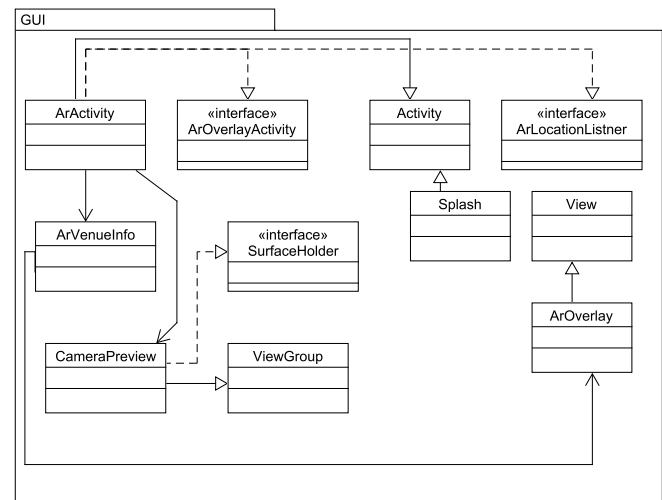 GUI
ArActivity
«interface»
ArOverlayActivity
Activity
«interface»
ArLocationListner
Splash
View
ArVenueInfo
«interface»
SurfaceHolder
ArOverlay
CameraPreview
ViewGroup